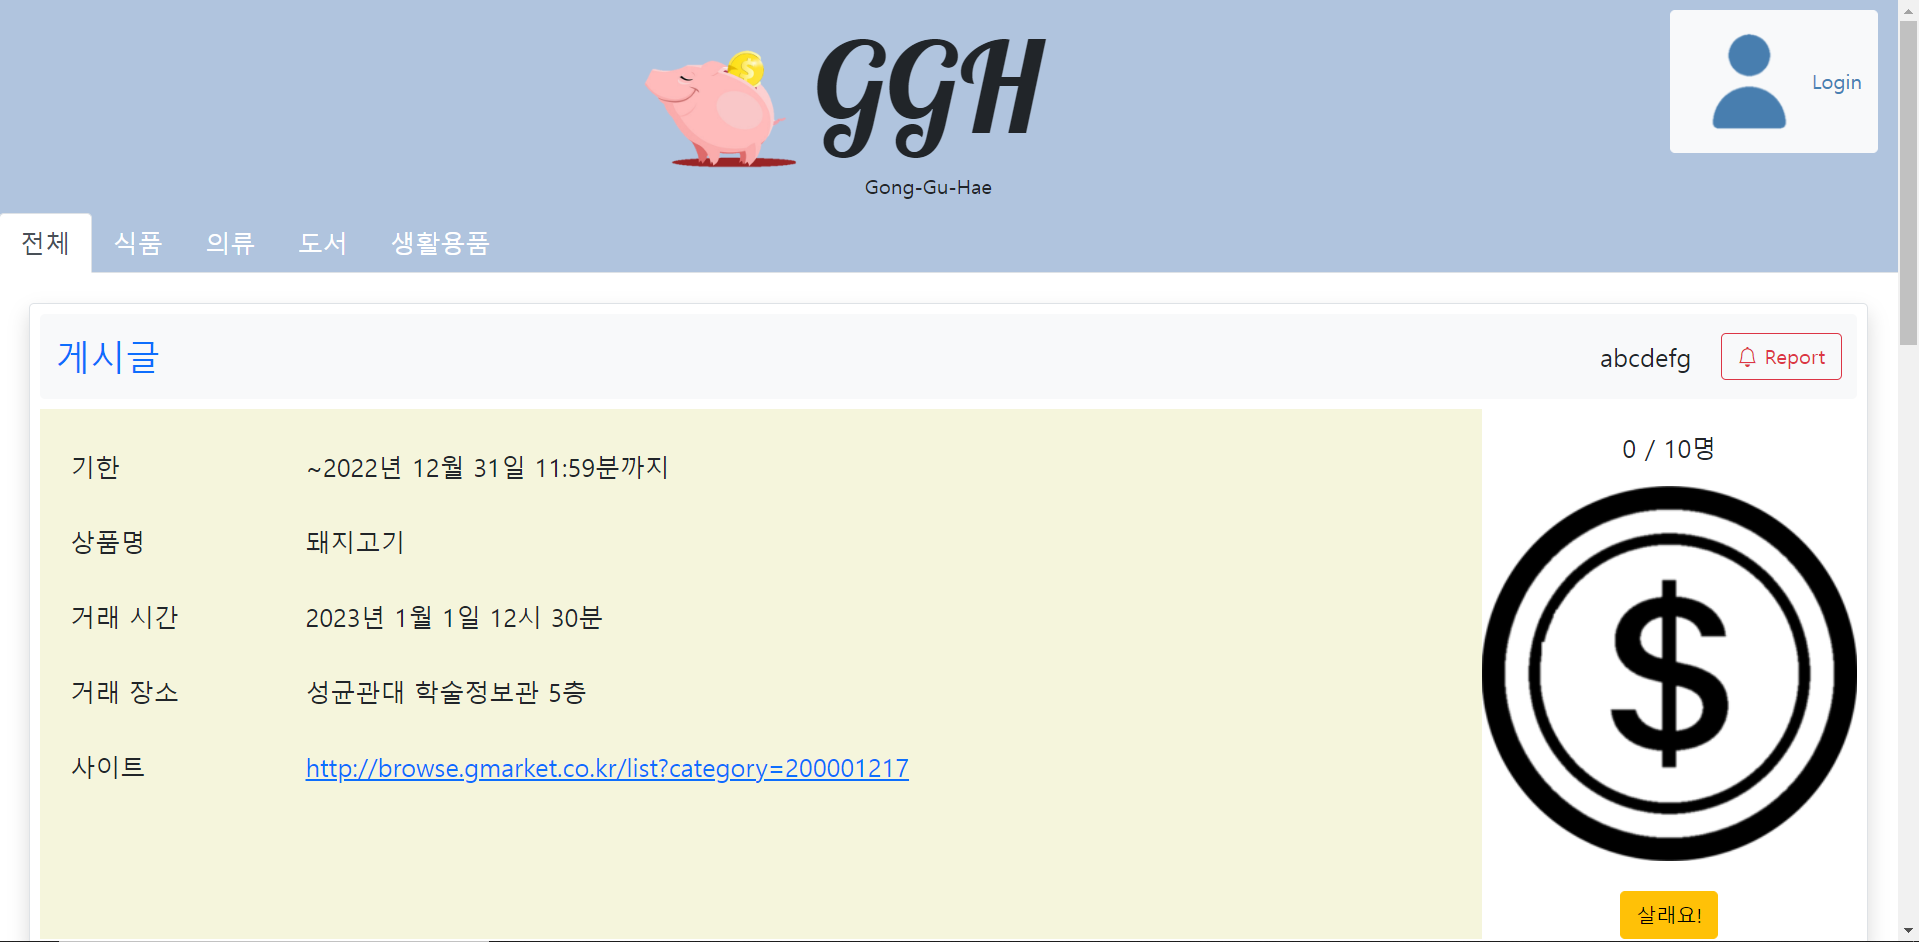 GGH
Gong-Gu-Hae
Login
전체 식품 의류 도서 생활용품
게시글 abcdefg Report
기한 ~2022년 12월 31일 11:59분까지
0 / 10명
상품명 돼지고기
거래 시간 2023년 1월 1일 12시 30분
거래 장소 성균관대 학술정보관 5층
사이트 http://browse.gmarket.co.kr/list?category=200001217
$
살래요!